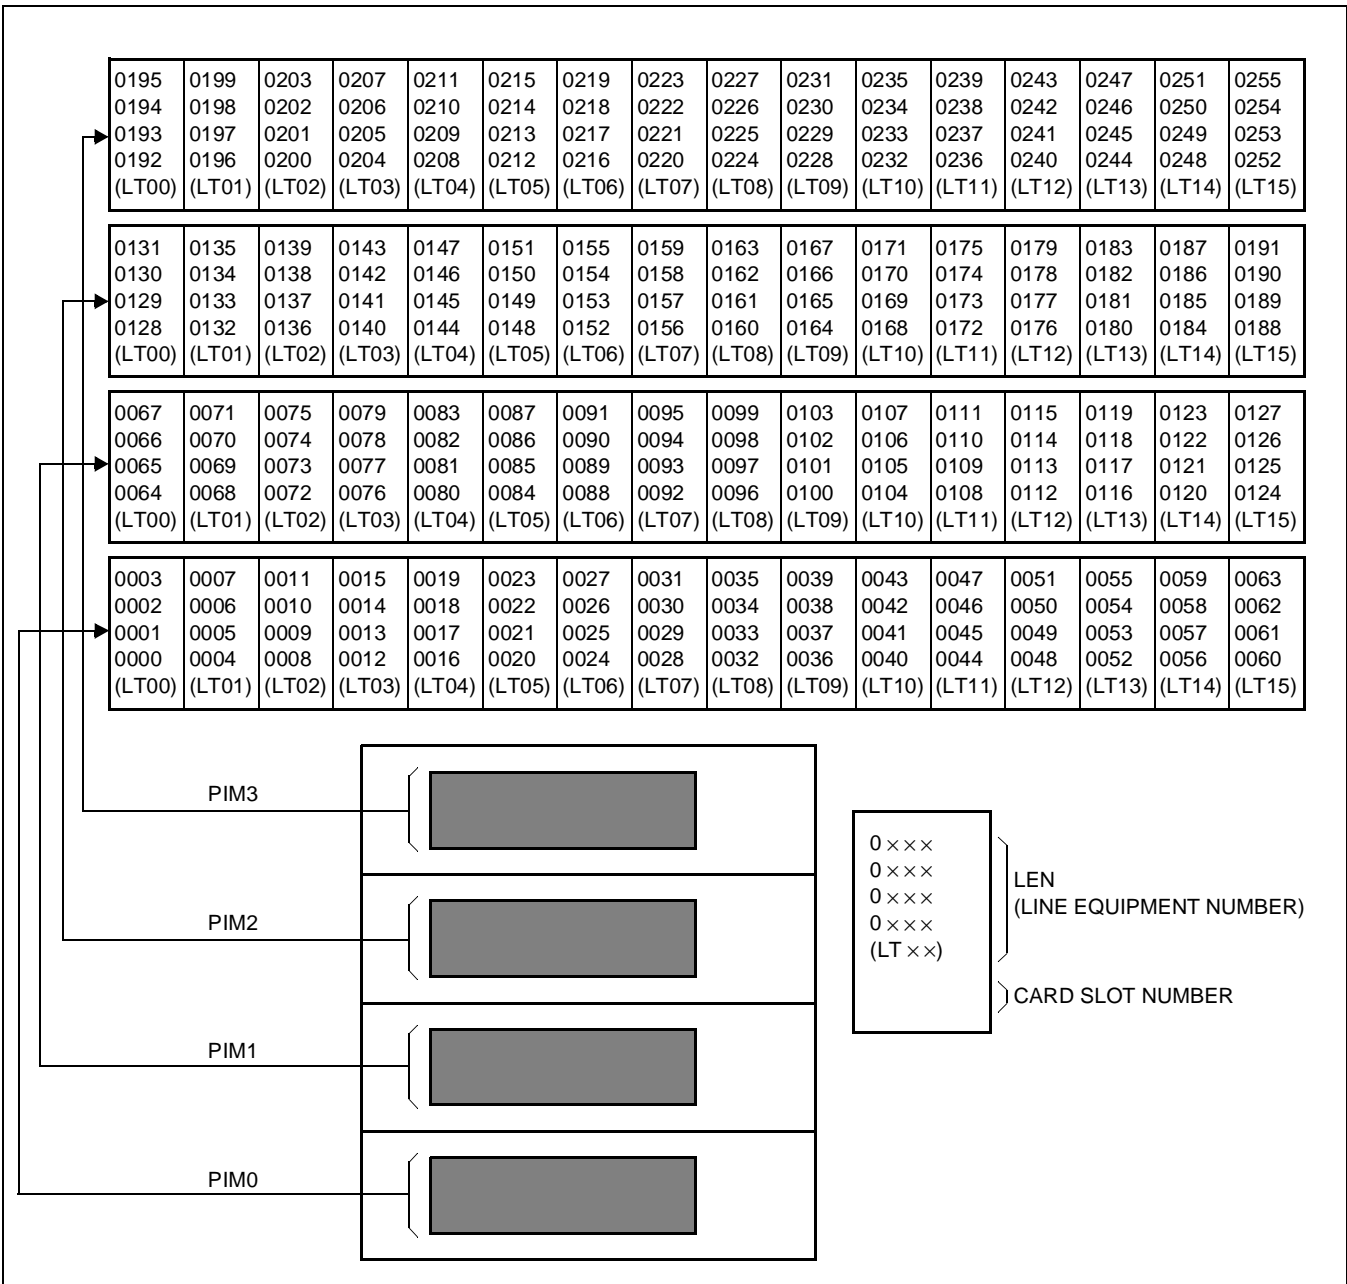 0195 0199 0203 0207 0211 0215 0219 0223 0227 0231 0235 0239 0243 0247 0251 0255
0194 0198 0202 0206 0210 0214 0218 0222 0226 0230 0234 0238 0242 0246 0250 0254
0193 0197 0201 0205 0209 0213 0217 0221 0225 0229 0233 0237 0241 0245 0249 0253
0192 0196 0200 0204 0208 0212 0216 0220 0224 0228 0232 0236 0240 0244 0248 0252
(LT00) (LT01) (LT02) (LT03) (LT04) (LT05) (LT06) (LT07) (LT08) (LT09) (LT10) (LT11) (LT12) (LT13) (LT14) (LT15)
0131 0135 0139 0143 0147 0151 0155 0159 0163 0167 0171 0175 0179 0183 0187 0191
0130 0134 0138 0142 0146 0150 0154 0158 0162 0166 0170 0174 0178 0182 0186 0190
0129 0133 0137 0141 0145 0149 0153 0157 0161 0165 0169 0173 0177 0181 0185 0189
0128 0132 0136 0140 0144 0148 0152 0156 0160 0164 0168 0172 0176 0180 0184 0188
(LT00) (LT01) (LT02) (LT03) (LT04) (LT05) (LT06) (LT07) (LT08) (LT09) (LT10) (LT11) (LT12) (LT13) (LT14) (LT15)
0067 0071 0075 0079 0083 0087 0091 0095 0099 0103 0107 0111 0115 0119 0123 0127
0066 0070 0074 0078 0082 0086 0090 0094 0098 0102 0106 0110 0114 0118 0122 0126
0065 0069 0073 0077 0081 0085 0089 0093 0097 0101 0105 0109 0113 0117 0121 0125
0064 0068 0072 0076 0080 0084 0088 0092 0096 0100 0104 0108 0112 0116 0120 0124
(LT00) (LT01) (LT02) (LT03) (LT04) (LT05) (LT06) (LT07) (LT08) (LT09) (LT10) (LT11) (LT12) (LT13) (LT14) (LT15)
0003 0007 0011 0015 0019 0023 0027 0031 0035 0039 0043 0047 0051 0055 0059 0063
0002 0006 0010 0014 0018 0022 0026 0030 0034 0038 0042 0046 0050 0054 0058 0062
0001 0005 0009 0013 0017 0021 0025 0029 0033 0037 0041 0045 0049 0053 0057 0061
0000 0004 0008 0012 0016 0020 0024 0028 0032 0036 0040 0044 0048 0052 0056 0060
(LT00) (LT01) (LT02) (LT03) (LT04) (LT05) (LT06) (LT07) (LT08) (LT09) (LT10) (LT11) (LT12) (LT13) (LT14) (LT15)
PIM3
PIM2
PIM1
PIM0
0×××
0×××
0×××
0×××
(LT××)
LEN
(LINE EQUIPMENT NUMBER)
CARD SLOT NUMBER